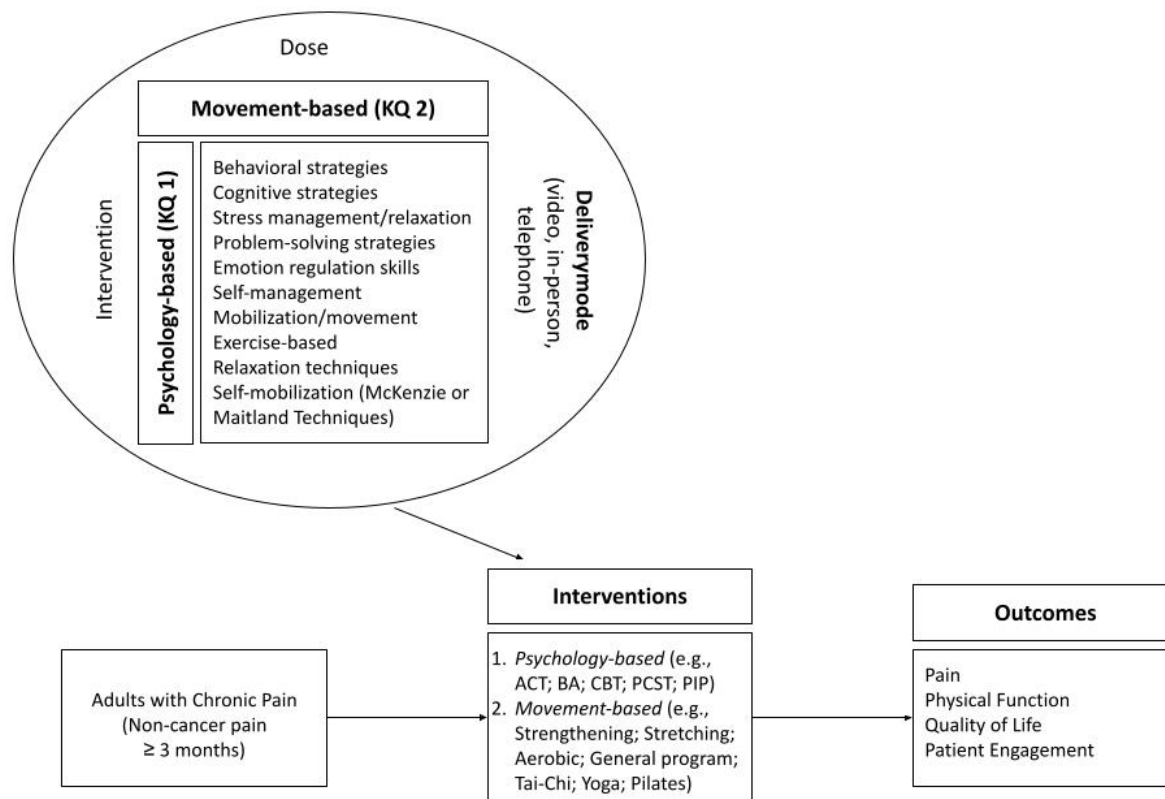 Dose
Movement-based (KQ 2)
Intervention
Psychology-based (KQ 1)
Behavioral strategies
Cognitive strategies
Stress management/relaxation
Problem-solving strategies
Emotion regulation skills
Self-management
Mobilization/movement
Exercise-based
Relaxation techniques
Self-mobilization (McKenzie or
Maitland Techniques)
Deliverymode
(video, in-person,
telephone)
Adults with Chronic Pain
(Non-cancer pain
≥ 3 months)
Interventions
1. Psychology-based (e.g.,
ACT; BA; CBT; PCST; PIP)
2. Movement-based (e.g.,
Strengthening; Stretching;
Aerobic; General program;
Tai-Chi; Yoga; Pilates)
Outcomes
Pain
Physical Function
Quality of Life
Patient Engagement